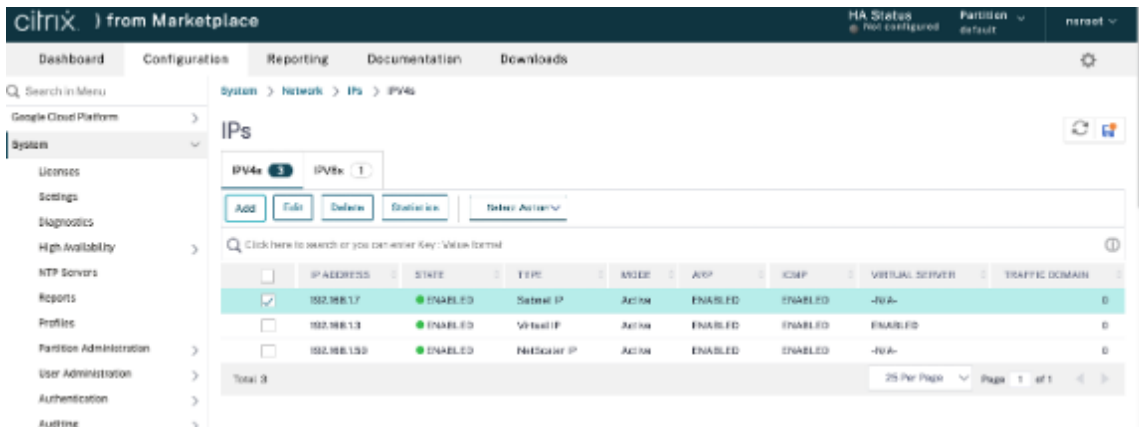 citrix. ) from Marketplace
HA Status
Not configured
Partition
default
nsroot
Dashboard Configuration Reporting Documentation Downloads
Search in Menu
Google Cloud Platform
System
Licenses
Settings
Diagnostics
High Availability
NTP Servers
Reports
Profiles
Partition Administration
User Administration
Authentication
Auditing
System > Network > IPs > IPV4s
IPs
IPV4s 3 IPV6s 1
Add Edit Delete Statistics Select Action
Click here to search or you can enter Key : Value format
IP ADDRESS STATE TYPE MODE ARP ICMP VIRTUAL SERVER TRAFFIC DOMAIN
192.168.1.7 ENABLED Subnet IP Active ENABLED ENABLED -N/A- 0
192.168.1.3 ENABLED Virtual IP Active ENABLED ENABLED ENABLED 0
192.168.1.50 ENABLED NetScaler IP Active ENABLED ENABLED -N/A- 0
Total 3 25 Per Page Page 1 of 1